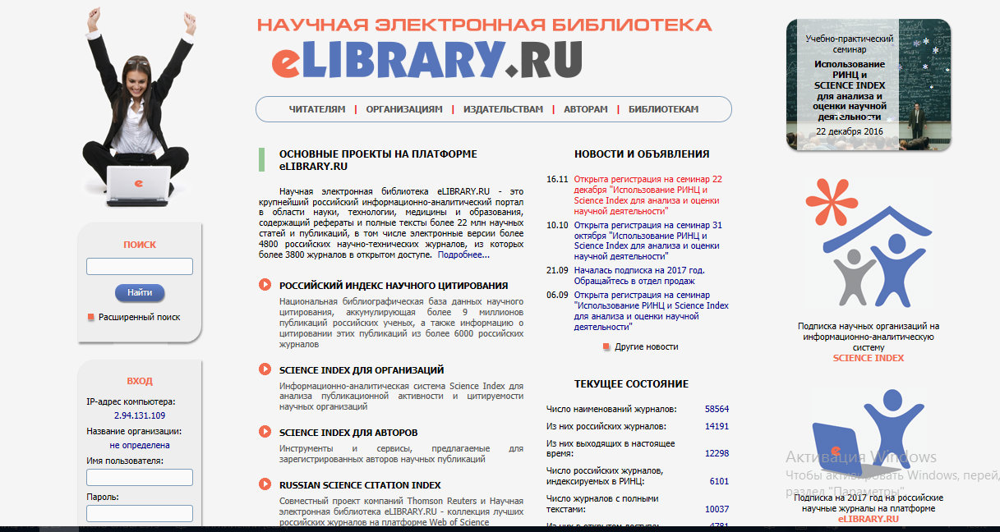 НАУЧНАЯ ЭЛЕКТРОННАЯ БИБЛИОТЕКА
eLIBRARY.RU
ЧИТАТЕЛЯМ | ОРГАНИЗАЦИЯМ | ИЗДАТЕЛЬСТВАМ | АВТОРАМ | БИБЛИОТЕКАМ
e
ПОИСК
Найти
Расширенный поиск
ВХОД
IP-адрес компьютера:
2.94.131.109
Название организации:
не определена
Имя пользователя:
Пароль:
ОСНОВНЫЕ ПРОЕКТЫ НА ПЛАТФОРМЕ
eLIBRARY.RU
Научная электронная библиотека eLIBRARY.RU - это
крупнейший российский информационно-аналитический портал
в области науки, технологии, медицины и образования,
содержащий рефераты и полные тексты более 22 млн научных
статей и публикаций, в том числе электронные версии более
4800 российских научно-технических журналов, из которых
более 3800 журналов в открытом доступе. Подробнее...
РОССИЙСКИЙ ИНДЕКС НАУЧНОГО ЦИТИРОВАНИЯ
Национальная библиографическая база данных научного
цитирования, аккумулирующая более 9 миллионов
публикаций российских ученых, а также информацию о
цитировании этих публикаций из более 6000 российских
журналов
SCIENCE INDEX ДЛЯ ОРГАНИЗАЦИЙ
Информационно-аналитическая система Science Index для
анализа публикационной активности и цитируемости
научных организаций
SCIENCE INDEX ДЛЯ АВТОРОВ
Инструменты и сервисы, предлагаемые для
зарегистрированных авторов научных публикаций
RUSSIAN SCIENCE CITATION INDEX
Совместный проект компаний Thomson Reuters и Научная
электронная библиотека eLIBRARY.RU - коллекция лучших
российских журналов на платформе Web of Science
НОВОСТИ И ОБЪЯВЛЕНИЯ
16.11 Открыта регистрация на семинар 22
декабря "Использование РИНЦ и
Science Index для анализа и оценки
научной деятельности"
10.10 Открыта регистрация на семинар 31
октября "Использование РИНЦ и
Science Index для анализа и оценки
научной деятельности"
21.09 Началась подписка на 2017 год.
Обращайтесь в отдел продаж
06.09 Открыта регистрация на семинар
"Использование РИНЦ и Science Index
для анализа и оценки научной
деятельности"
Другие новости
ТЕКУЩЕЕ СОСТОЯНИЕ
Число наименований журналов: 58564
Из них российских журналов: 14191
Из них выходящих в настоящее
время: 12298
Число российских журналов,
индексируемых в РИНЦ: 6101
Число журналов с полными
текстами: 10037
Из них в открытом доступе: 4781
Учебно-практический
семинар
Использование
РИНЦ и
SCIENCE INDEX
для анализа и
оценки научной
деятельности
22 декабря 2016
Подписка научных организаций на
информационно-аналитическую
систему
SCIENCE INDEX
e
Активация Windows
Чтобы активировать Windows, перей
раздел "Параметры"
Подписка на 2017 год на российские
научные журналы на платформе
eLIBRARY.RU